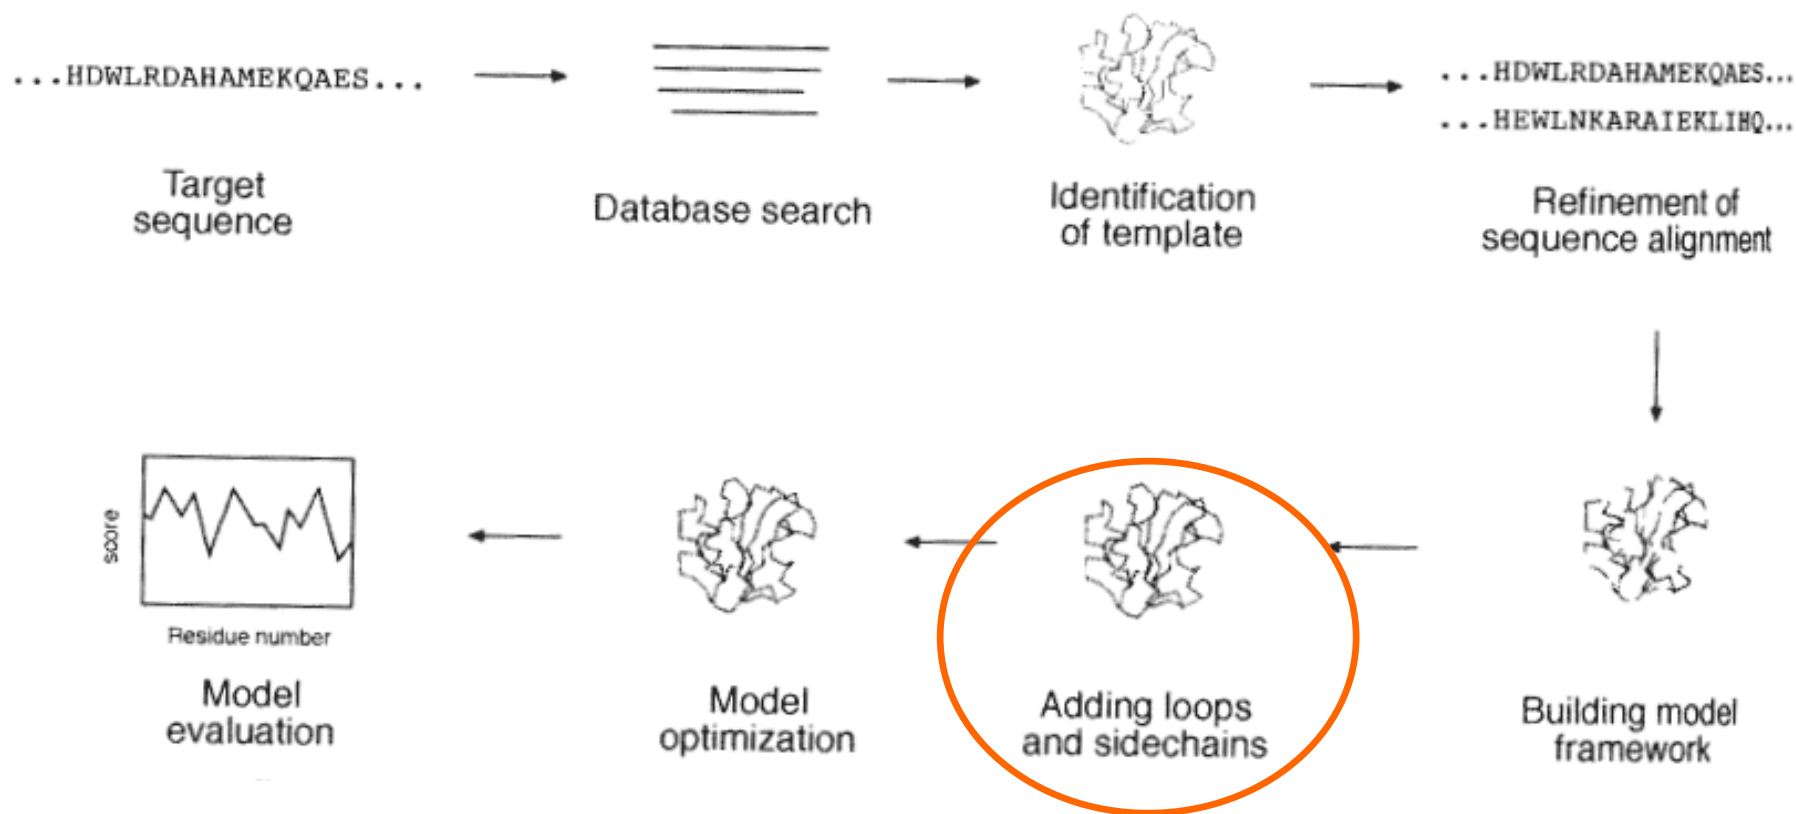 ...HDWLRDAHAMEKQAES...
Target
sequence
Database search
Identification
of template
...HDWLRDAHAMEKQAES...
...HEWLNKARAIEKLIHQ...
Refinement of
sequence alignment
score
Residue number
Model
evaluation
Model
optimization
Adding loops
and sidechains
Building model
framework